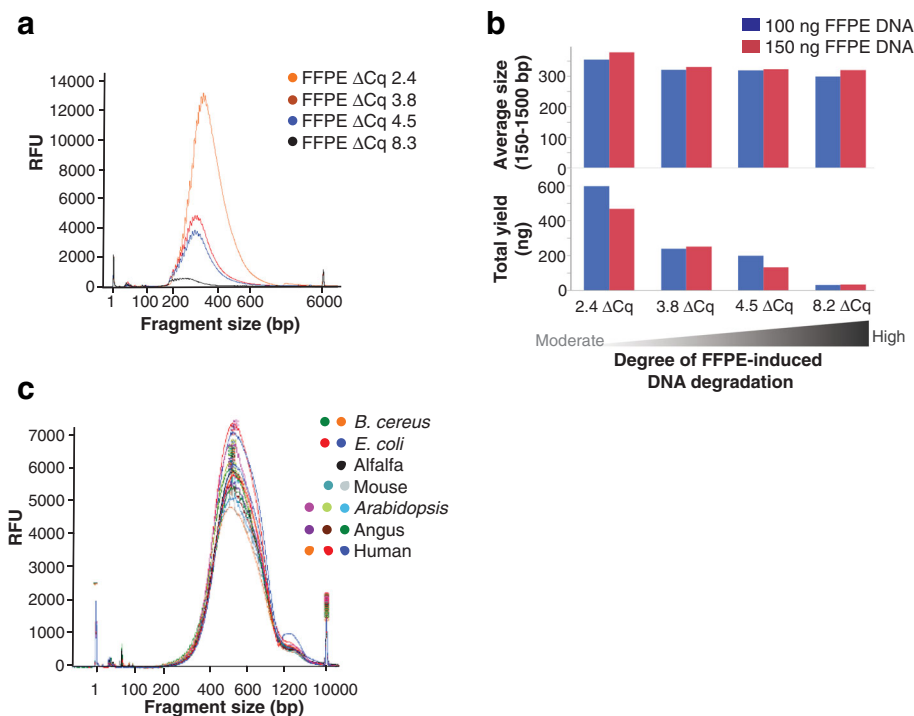 a
14000
12000
10000
8000
6000
4000
2000
0
RFU
1 100 200 400 600 6000
Fragment size (bp)
FFPE ΔCq 2.4
FFPE ΔCq 3.8
FFPE ΔCq 4.5
FFPE ΔCq 8.3
b
100 ng FFPE DNA
150 ng FFPE DNA
Average size
(150-1500 bp)
300
200
100
0
Total yield
(ng)
600
400
200
0
2.4 ΔCq 3.8 ΔCq 4.5 ΔCq 8.2 ΔCq
Moderate High
Degree of FFPE-induced
DNA degradation
c
7000
6000
5000
4000
3000
2000
1000
0
RFU
1 100 200 400 600 1200 10000
Fragment size (bp)
B. cereus
E. coli
Alfalfa
Mouse
Arabidopsis
Angus
Human